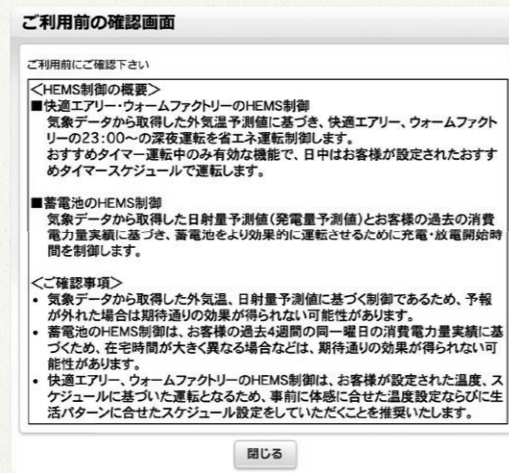 ご利用前の確認画面
ご利用前にご確認下さい
＜HEMS制御の概要＞
■快適エアリー・ウォームファクトリーのHEMS制御
気象データから取得した外気温予測値に基づき、快適エアリー、ウォームファクト
リーの23：00～の深夜運転を省エネ運転制御します。
おすすめタイマー運転中のみ有効な機能で、日中はお客様が設定されたおすす
めタイマースケジュールで運転します。
■蓄電池のHEMS制御
気象データから取得した日射量予測値(発電量予測値)とお客様の過去の消費
電力量実績に基づき、蓄電池をより効果的に運転させるために充電・放電開始時
間を制御します。
＜ご確認事項＞
• 気象データから取得した外気温、日射量予測値に基づく制御であるため、予報
が外れた場合は期待通りの効果が得られない可能性があります。
• 蓄電池のHEMS制御は、お客様の過去4週間の同一曜日の消費電力量実績に基
づくため、在宅時間が大きく異なる場合などは、期待通りの効果が得られない可
能性があります。
• 快適エアリー、ウォームファクトリーのHEMS制御は、お客様が設定された温度、ス
ケジュールに基づいた運転となるため、事前に体感に合せた温度設定ならびに生
活パターンに合せたスケジュール設定をしていただくことを推奨いたします。
閉じる